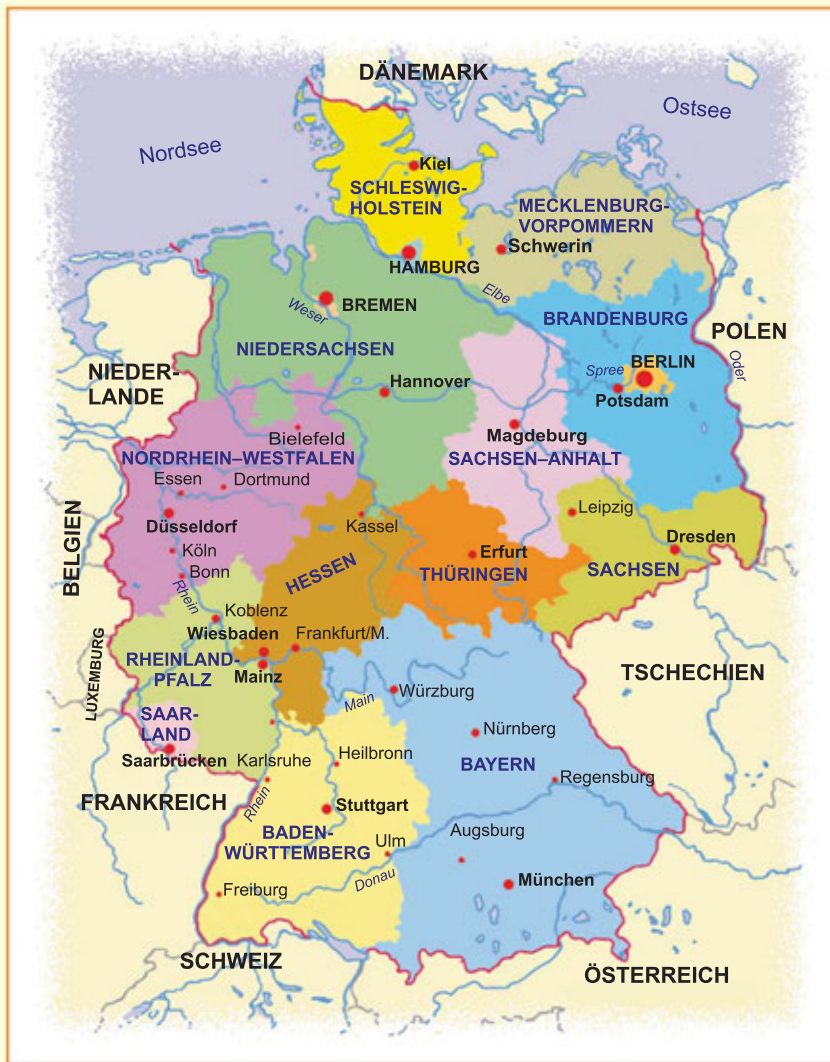 DÄNEMARK
Ostsee
Nordsee
Kiel
SCHLESWIG-
HOLSTEIN
MECKLENBURG-
VORPOMMERN
Schwerin
HAMBURG
Elbe
BREMEN
Weser
BRANDENBURG
POLEN
NIEDERSACHSEN
Oder
BERLIN
Spree
NIEDER-
LANDE
Hannover
Potsdam
Bielefeld
Magdeburg
NORDRHEIN–WESTFALEN
SACHSEN–ANHALT
Essen
Dortmund
Leipzig
Düsseldorf
Kassel
BELGIEN
Köln
Erfurt
Dresden
Bonn
HESSEN
THÜRINGEN
SACHSEN
Rhein
Koblenz
Wiesbaden
Frankfurt/M.
LUXEMBURG
RHEINLAND-
PFALZ
Mainz
TSCHECHIEN
Würzburg
Main
SAAR-
LAND
Nürnberg
Saarbrücken
Karlsruhe
Heilbronn
BAYERN
Regensburg
FRANKREICH
Rhein
Stuttgart
BADEN-
WÜRTTEMBERG
Ulm
Augsburg
Donau
München
Freiburg
SCHWEIZ
ÖSTERREICH